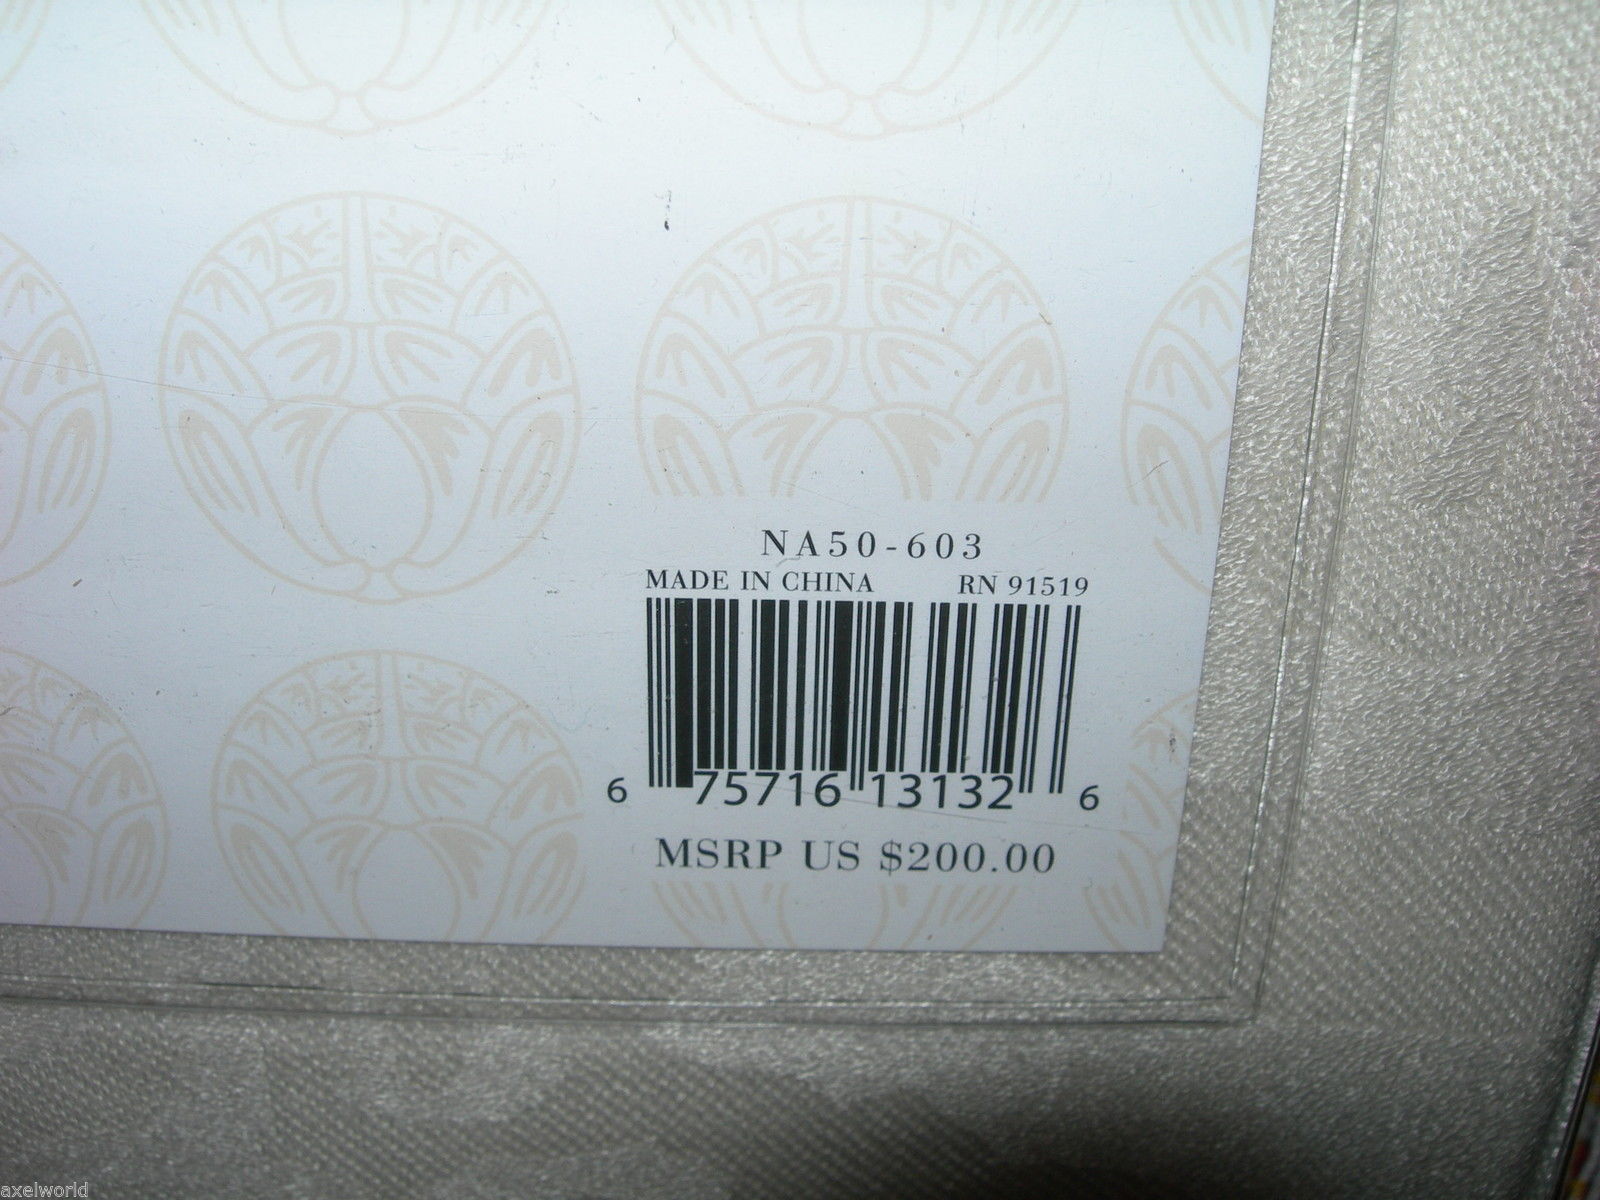 NA50-603
MADE IN CHINA RN 91519
6 75716 13132 6
MSRP US $200.00
axelworld